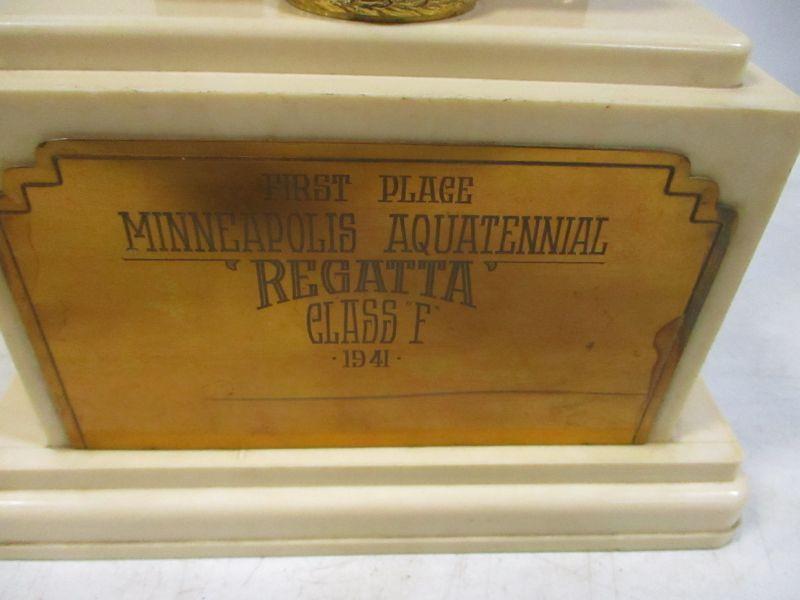 FIRST PLACE
MINNEAPOLIS AQUATENNIAL
"REGATTA"
CLASS "F"
· 1941 ·